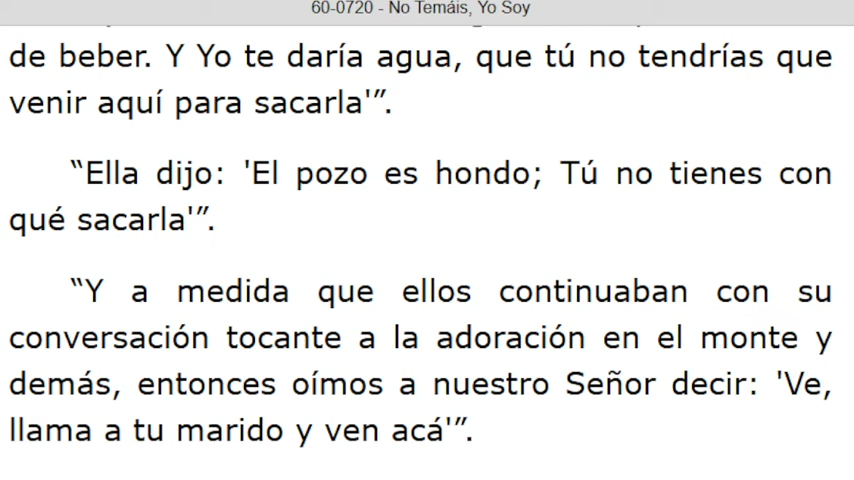 60-0720 - No Temáis, Yo Soy
de beber. Y Yo te daría agua, que tú no tendrías que
venir aquí para sacarla'”.
“Ella dijo: 'El pozo es hondo; Tú no tienes con
qué sacarla'”.
“Y a medida que ellos continuaban con su
conversación tocante a la adoración en el monte y
demás, entonces oímos a nuestro Señor decir: 'Ve,
llama a tu marido y ven acá'”.